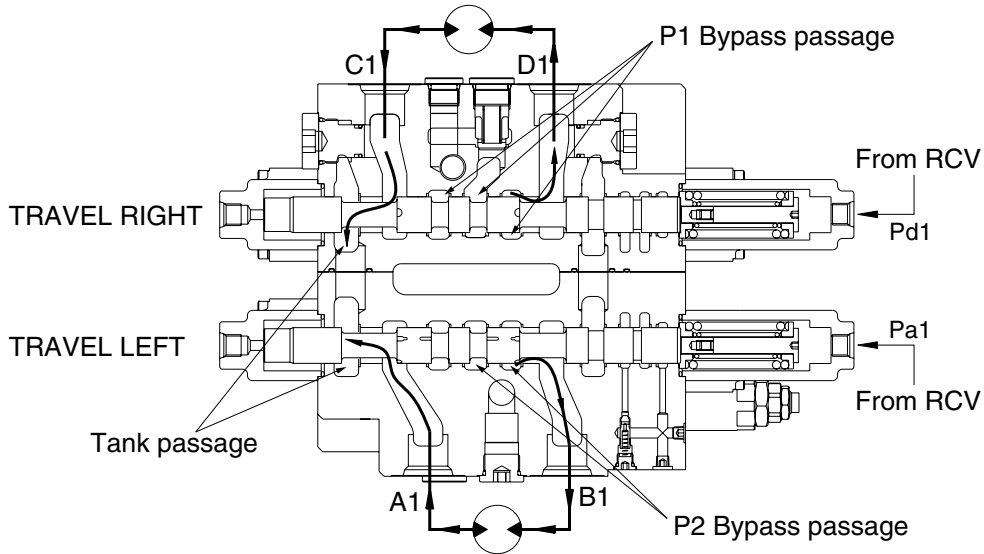 P1 Bypass passage
C1
D1
From RCV
TRAVEL RIGHT
Pd1
Pa1
TRAVEL LEFT
From RCV
Tank passage
A1
B1
P2 Bypass passage